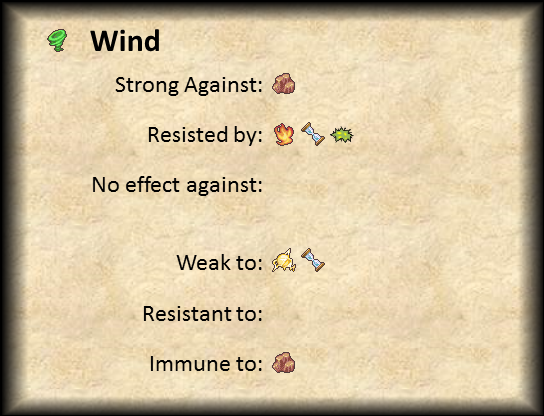 Wind
Strong Against:
Resisted by:
No effect against:
Weak to:
Resistant to:
Immune to: